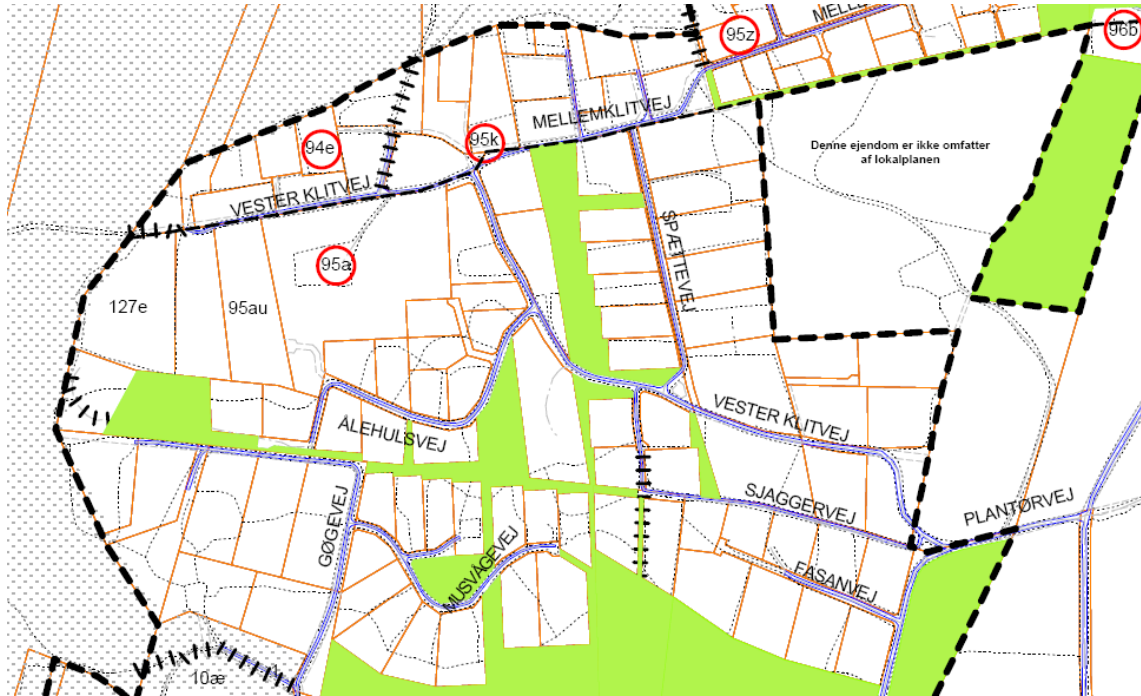 96b
95z
MELL
MELLEMKLITVEJ
95k
94e
Denne ejendom er ikke omfatter
af lokalplanen
VESTER KLITVEJ
SPÆTTEVEJ
95a
127e
95au
VESTER KLITVEJ
ÅLEHULSVEJ
SJAGGERVEJ
PLANTØRVEJ
GØGEVEJ
MUSVÅGEVEJ
FASANVEJ
10æ